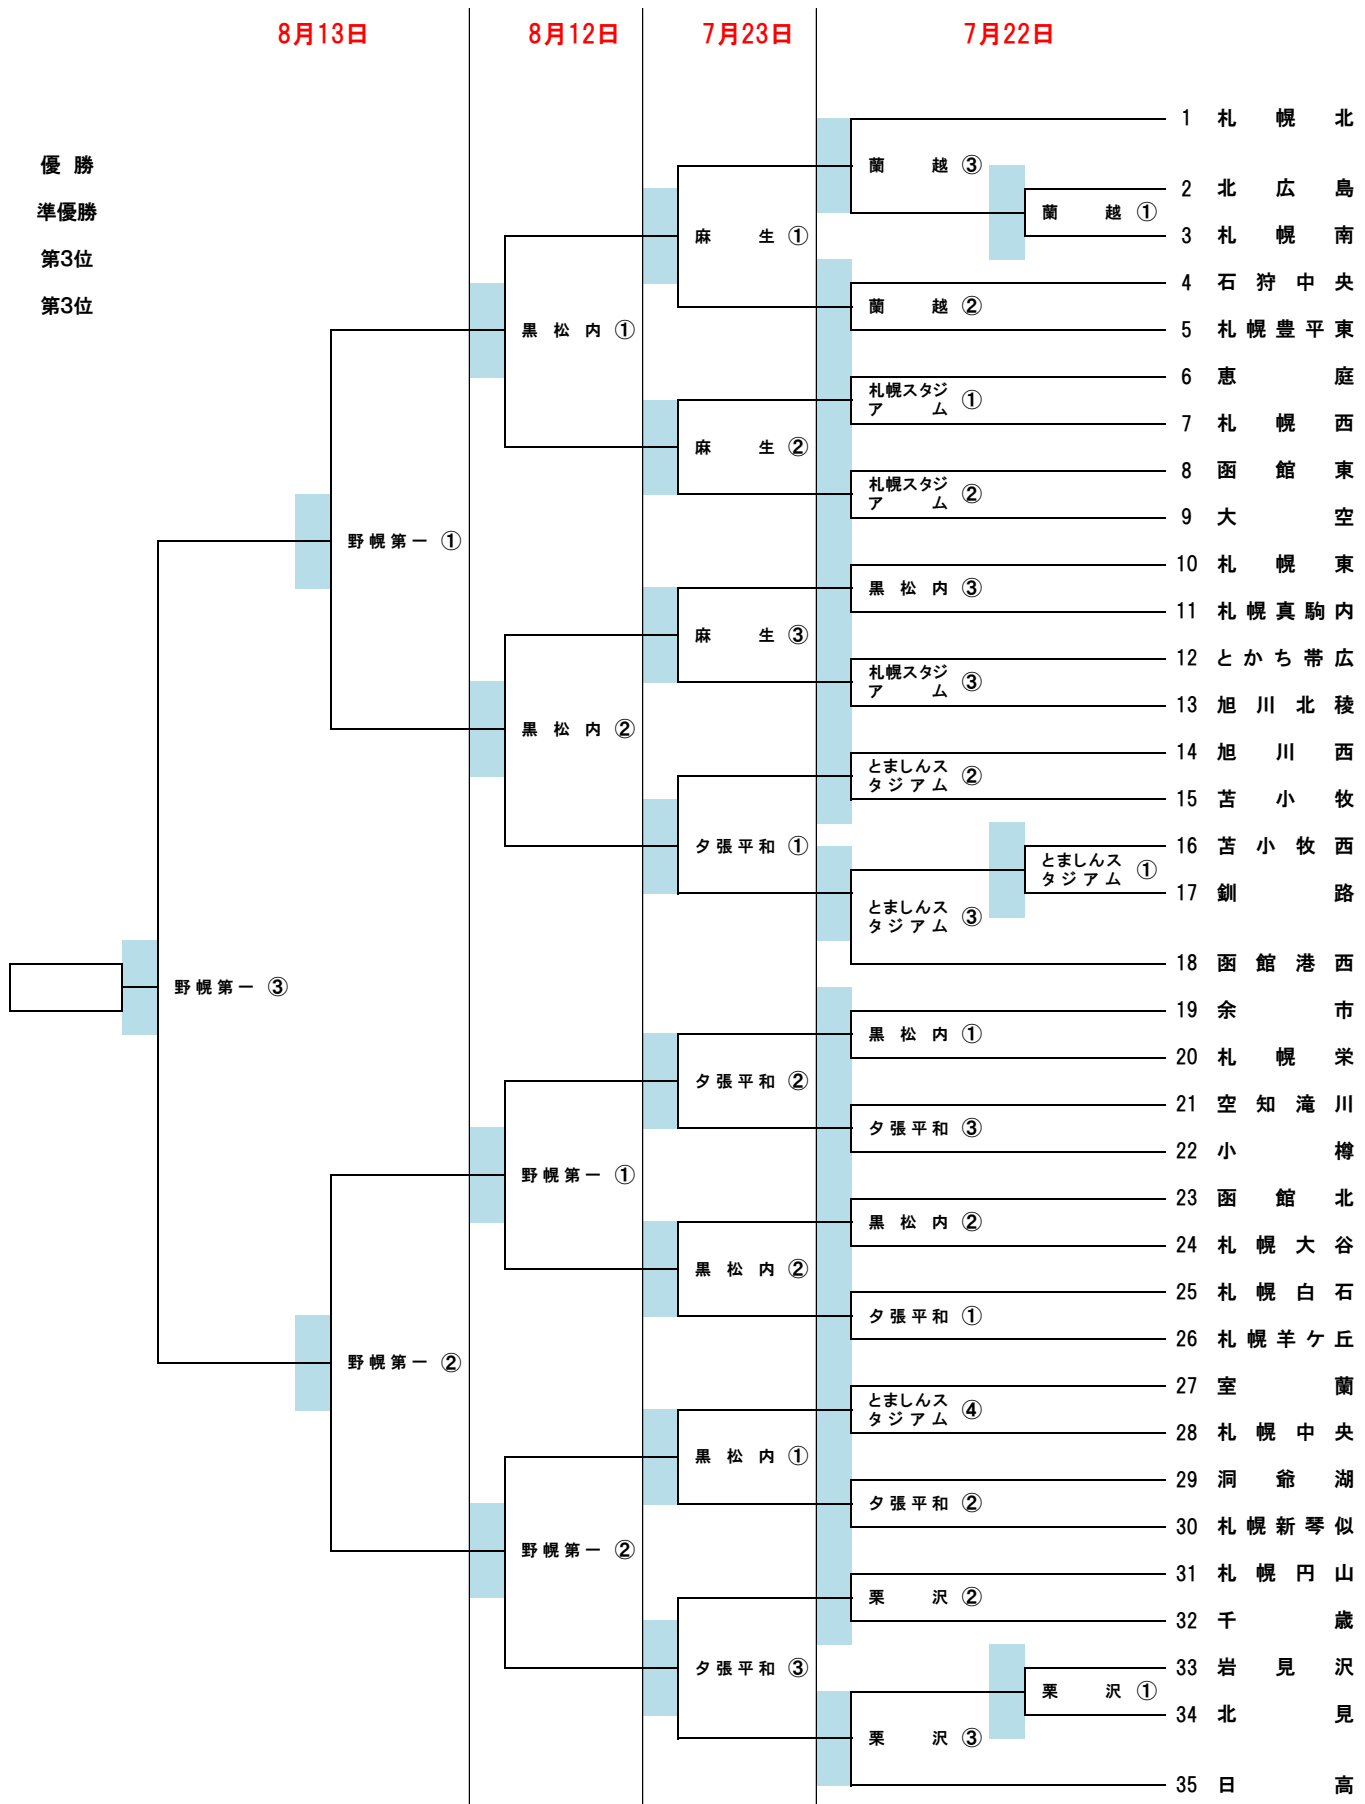 8月13日 8月12日 7月23日 7月22日
優勝
準優勝
第3位
第3位
1 札幌北
2 北広島
3 札幌南
4 石狩中央
5 札幌豊平東
6 恵庭
7 札幌西
8 函館東
9 大空
10 札幌東
11 札幌真駒内
12 とかち帯広
13 旭川北稜
14 旭川西
15 苫小牧
16 苫小牧西
17 釧路
18 函館港西
19 余市
20 札幌栄
21 空知滝川
22 小樽
23 函館北
24 札幌大谷
25 札幌白石
26 札幌羊ケ丘
27 室蘭
28 札幌中央
29 洞爺湖
30 札幌新琴似
31 札幌円山
32 千歳
33 岩見沢
34 北見
35 日高
蘭越 ①
とましんス
タジアム ①
栗沢 ①
蘭越 ③
蘭越 ②
札幌スタジ
アム ①
札幌スタジ
アム ②
黒松内 ③
札幌スタジ
アム ③
とましんス
タジアム ②
とましんス
タジアム ③
黒松内 ①
夕張平和 ③
黒松内 ②
夕張平和 ①
とましんス
タジアム ④
夕張平和 ②
栗沢 ②
栗沢 ③
麻生 ①
麻生 ②
麻生 ③
夕張平和 ①
夕張平和 ②
黒松内 ②
黒松内 ①
夕張平和 ③
黒松内 ①
黒松内 ②
野幌第一 ①
野幌第一 ②
野幌第一 ①
野幌第一 ②
野幌第一 ③